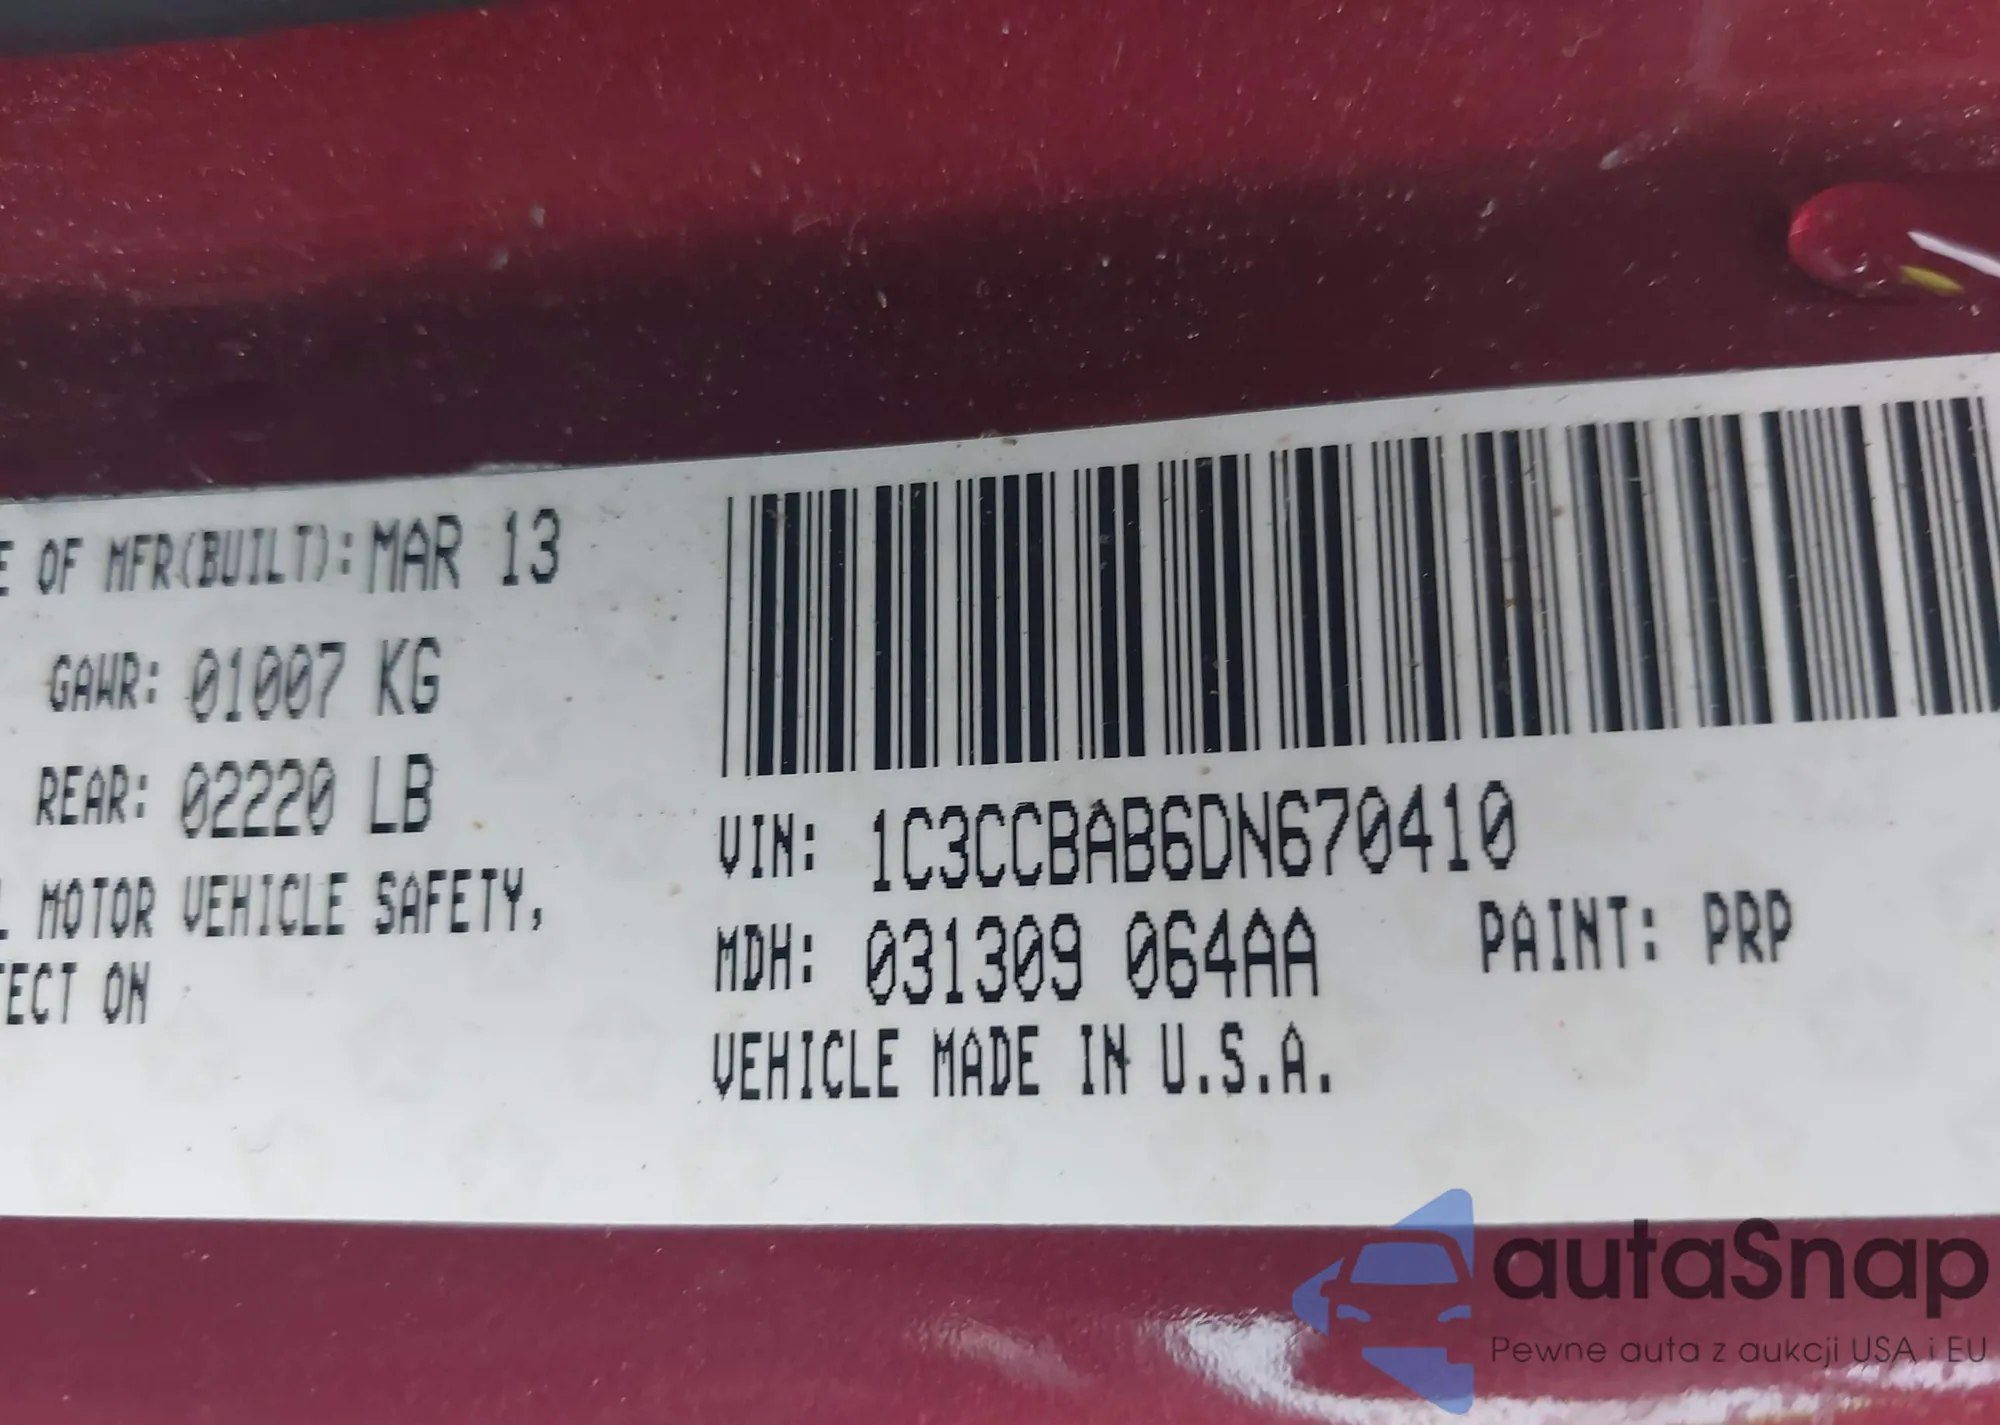 E OF MFR(BUILT): MAR 13
GAWR: 01007 KG
REAR: 02220 LB
L MOTOR VEHICLE SAFETY,
ECT ON
VIN: 1C3CCBAB6DN670410
MDH: 031309 064AA PAINT: PRP
VEHICLE MADE IN U.S.A.
autaSnap
Pewne auta z aukcji USA i EU